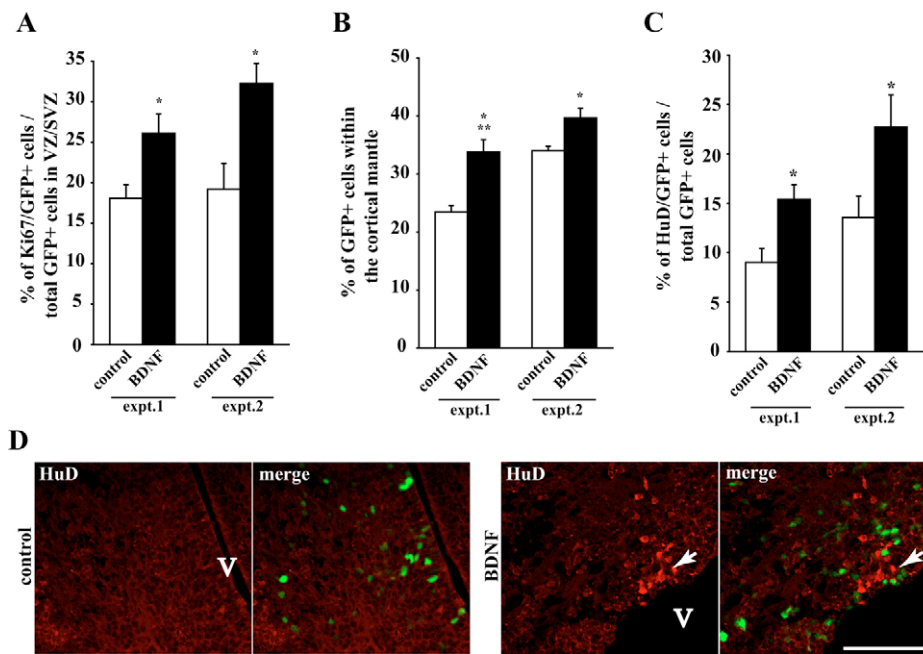 A
% of Ki67/GFP+ cells /
total GFP+ cells in VZ/SVZ
35
30
25
20
15
10
5
0
*
*
control
BDNF
control
BDNF
expt.1
expt.2
B
% of GFP+ cells within
the cortical mantle
50
40
30
20
10
0
*
**
*
control
BDNF
control
BDNF
expt.1
expt.2
C
% of HuD/GFP+ cells /
total GFP+ cells
30
25
20
15
10
5
0
*
*
control
BDNF
control
BDNF
expt.1
expt.2
D
control
HuD
V
merge
BDNF
HuD
V
merge